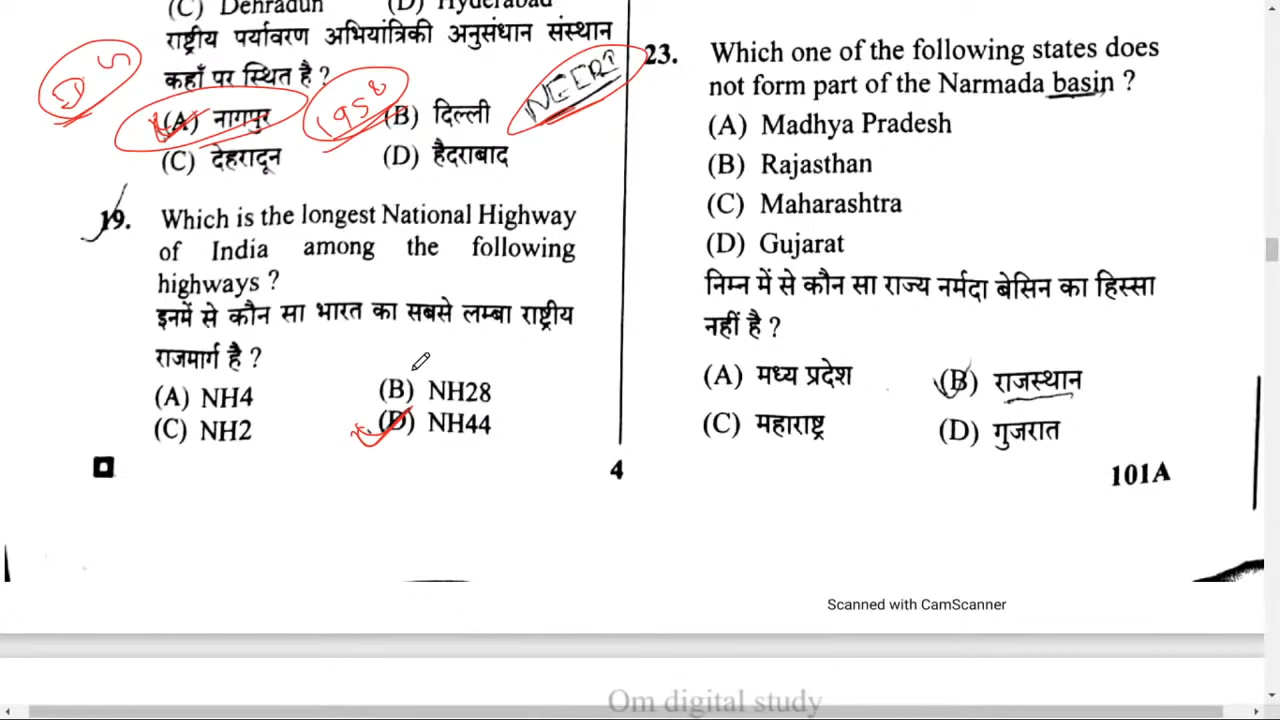 (C) Dehradun (D) Hyderabad
राष्ट्रीय पर्यावरण अभियांत्रिकी अनुसंधान संस्थान
कहाँ पर स्थित है ?
(A) नागपुर (B) दिल्ली
(C) देहरादून (D) हैदराबाद
1958
NEERI
19. Which is the longest National Highway
of India among the following
highways ?
इनमें से कौन सा भारत का सबसे लम्बा राष्ट्रीय
राजमार्ग है ?
(A) NH4 (B) NH28
(C) NH2 (D) NH44
4
23. Which one of the following states does
not form part of the Narmada basin ?
(A) Madhya Pradesh
(B) Rajasthan
(C) Maharashtra
(D) Gujarat
निम्न में से कौन सा राज्य नर्मदा बेसिन का हिस्सा
नहीं है ?
(A) मध्य प्रदेश (B) राजस्थान
(C) महाराष्ट्र (D) गुजरात
101A
Scanned with CamScanner
Om digital study